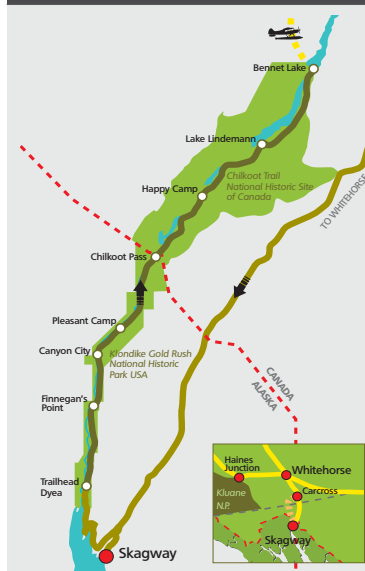 Bennet Lake
Lake Lindemann
Chilkoot Trail
National Historic Site
of Canada
Happy Camp
TO WHITEHORSE
Chilkoot Pass
Pleasant Camp
Canyon City
Klondike Gold Rush
National Historic
Park USA
CANADA
ALASKA
Finnegan's
Point
Trailhead
Dyea
Skagway
Haines
Junction
Whitehorse
Kluane
N.P.
Carcross
Skagway